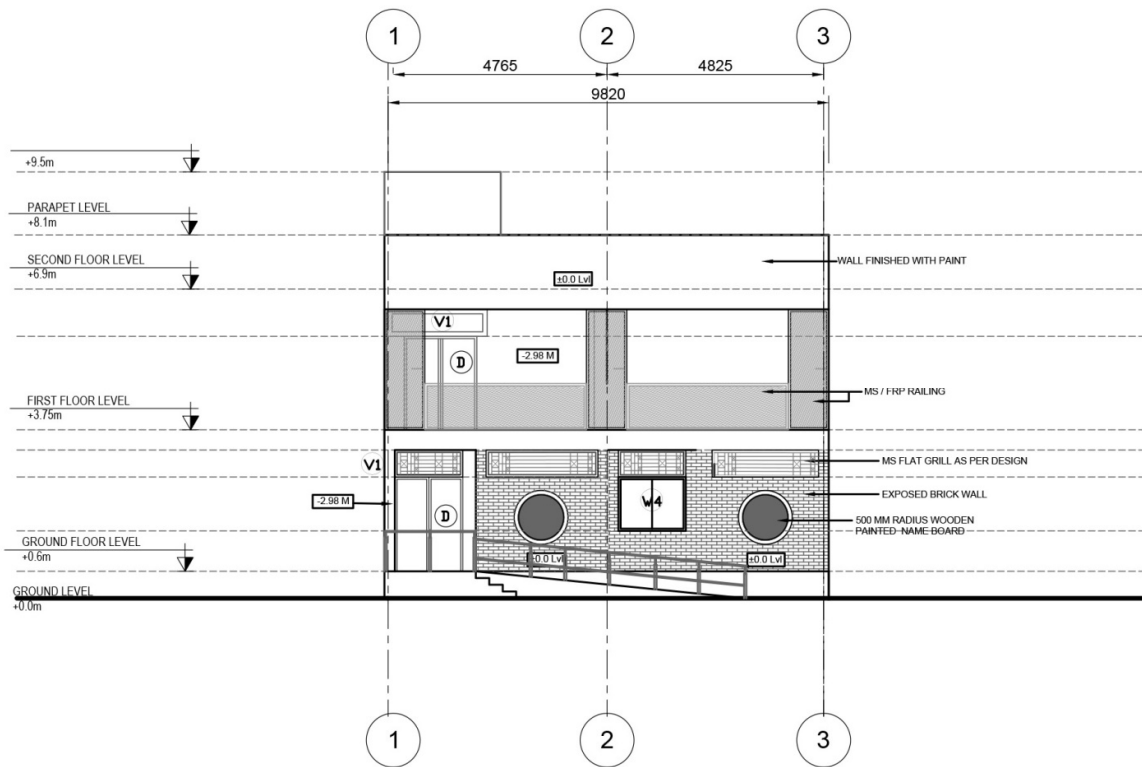 1
2
3
4765
4825
9820
+9.5m
PARAPET LEVEL
+8.1m
SECOND FLOOR LEVEL
+6.9m
WALL FINISHED WITH PAINT
±0.0 Lvl
V1
D
-2.98 M
MS / FRP RAILING
FIRST FLOOR LEVEL
+3.75m
V1
MS FLAT GRILL AS PER DESIGN
EXPOSED BRICK WALL
-2.98 M
W4
D
500 MM RADIUS WOODEN
PAINTED NAME BOARD
GROUND FLOOR LEVEL
+0.6m
±0.0 Lvl
±0.0 Lvl
GROUND LEVEL
+0.0m
1
2
3